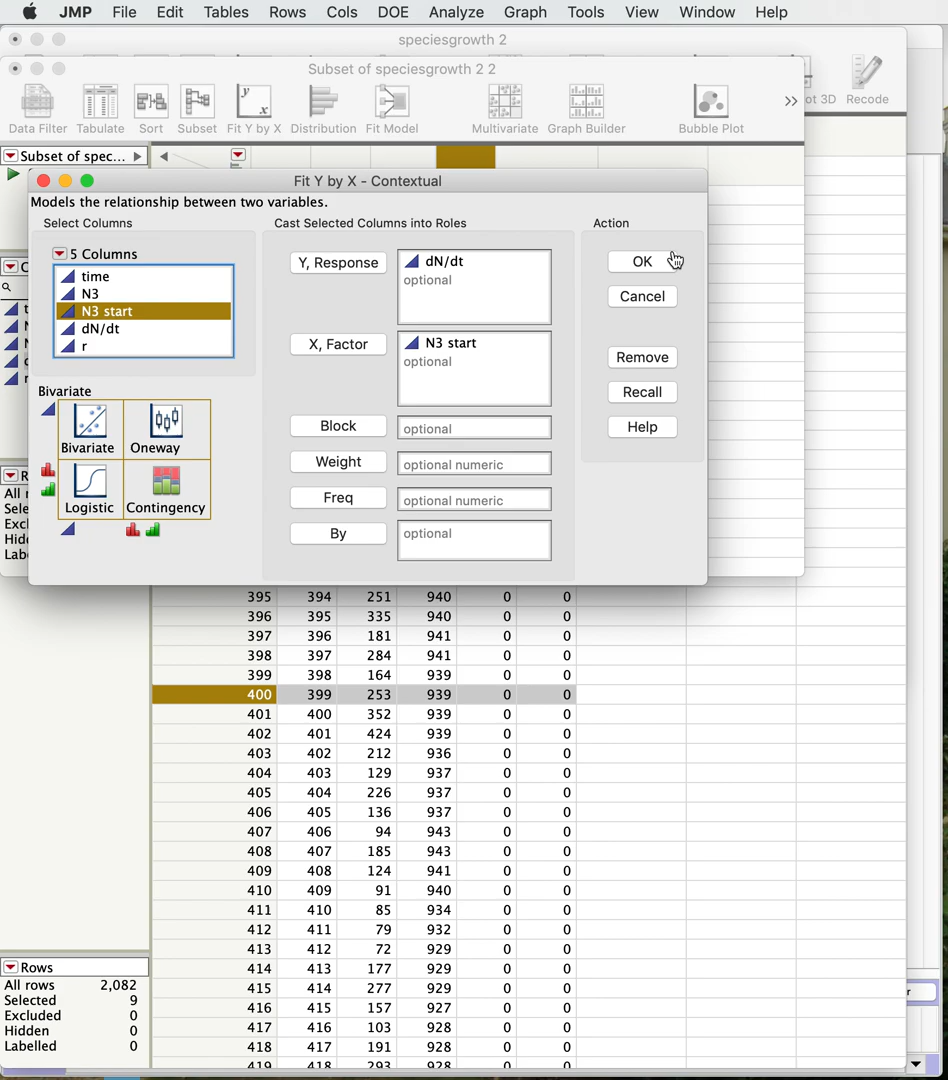 JMP File Edit Tables Rows Cols DOE Analyze Graph Tools View Window Help
speciesgrowth 2
Subset of speciesgrowth 2 2
Data Filter Tabulate Sort Subset Fit Y by X Distribution Fit Model Multivariate Graph Builder Bubble Plot ot 3D Recode
Subset of spec...
Fit Y by X - Contextual
Models the relationship between two variables.
Select Columns Cast Selected Columns into Roles Action
5 Columns
time
N3
N3 start
dN/dt
r
Y, Response dN/dt
optional
X, Factor N3 start
optional
Block optional
Weight optional numeric
Freq optional numeric
By optional
OK
Cancel
Remove
Recall
Help
Bivariate
Bivariate Oneway
Logistic Contingency
All r
Sele
Excl
Hid
Lab
395 394 251 940 0 0
396 395 335 940 0 0
397 396 181 941 0 0
398 397 284 941 0 0
399 398 164 939 0 0
400 399 253 939 0 0
401 400 352 939 0 0
402 401 424 939 0 0
403 402 212 936 0 0
404 403 129 937 0 0
405 404 226 937 0 0
406 405 136 937 0 0
407 406 94 943 0 0
408 407 185 943 0 0
409 408 124 941 0 0
410 409 91 940 0 0
411 410 85 934 0 0
412 411 79 932 0 0
413 412 72 929 0 0
414 413 177 929 0 0
415 414 277 929 0 0
416 415 157 927 0 0
417 416 103 928 0 0
418 417 191 928 0 0
419 418 293 928 0 0
Rows
All rows 2,082
Selected 9
Excluded 0
Hidden 0
Labelled 0